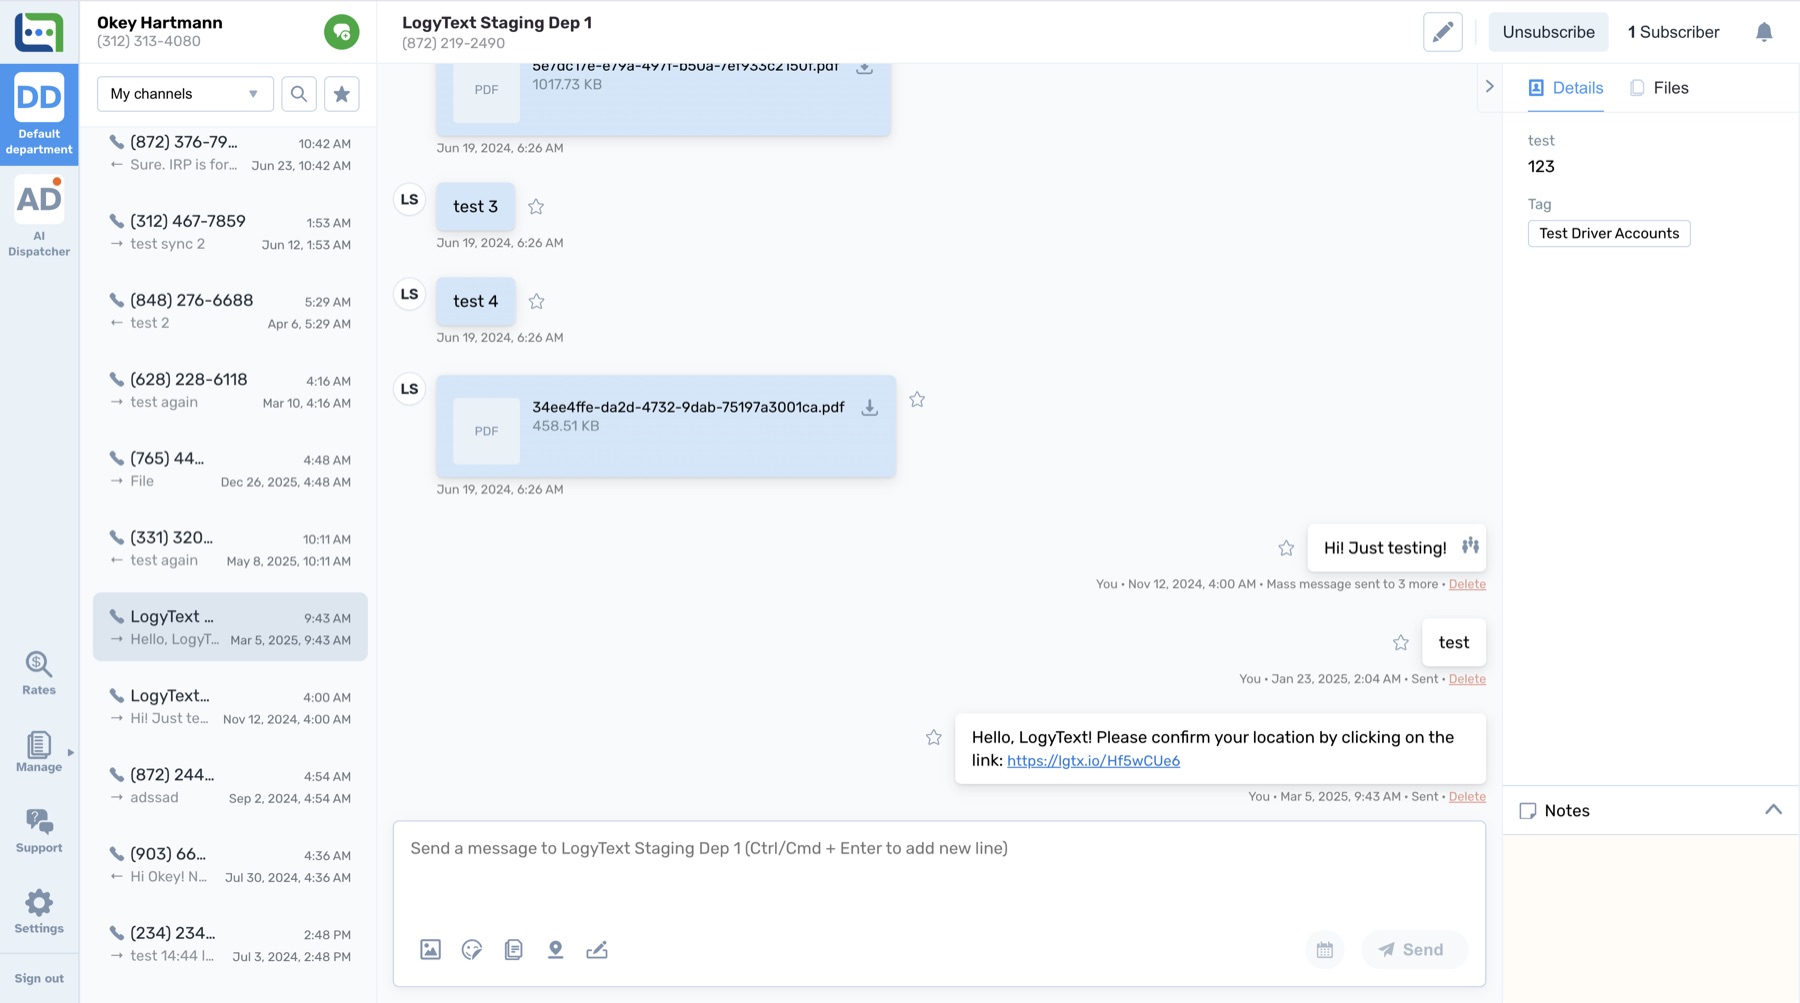 Okey Hartmann
(312) 313-4080
LogyText Staging Dep 1
(872) 219-2490
Unsubscribe
1 Subscriber
DD
Default
department
AD
AI
Dispatcher
Rates
Manage
Support
Settings
Sign out
My channels
(872) 376-79...
10:42 AM
← Sure. IRP is for...
Jun 23, 10:42 AM
(312) 467-7859
1:53 AM
→ test sync 2
Jun 12, 1:53 AM
(848) 276-6688
5:29 AM
← test 2
Apr 6, 5:29 AM
(628) 228-6118
4:16 AM
→ test again
Mar 10, 4:16 AM
(765) 44...
4:48 AM
→ File
Dec 26, 2025, 4:48 AM
(331) 320...
10:11 AM
← test again
May 8, 2025, 10:11 AM
LogyText ...
9:43 AM
→ Hello, LogyT...
Mar 5, 2025, 9:43 AM
LogyText...
4:00 AM
→ Hi! Just te...
Nov 12, 2024, 4:00 AM
(872) 244...
4:54 AM
→ adssad
Sep 2, 2024, 4:54 AM
(903) 66...
4:36 AM
← Hi Okey! N...
Jul 30, 2024, 4:36 AM
(234) 234...
2:48 PM
→ test 14:44 l...
Jul 3, 2024, 2:48 PM
PDF
5e7dc17e-e79a-497f-b50a-7ef933c2150f.pdf
1017.73 KB
Jun 19, 2024, 6:26 AM
LS
test 3
Jun 19, 2024, 6:26 AM
LS
test 4
Jun 19, 2024, 6:26 AM
LS
PDF
34ee4ffe-da2d-4732-9dab-75197a3001ca.pdf
458.51 KB
Jun 19, 2024, 6:26 AM
Hi! Just testing!
You • Nov 12, 2024, 4:00 AM • Mass message sent to 3 more • Delete
test
You • Jan 23, 2025, 2:04 AM • Sent • Delete
Hello, LogyText! Please confirm your location by clicking on the
link: https://lgtx.io/Hf5wCUe6
You • Mar 5, 2025, 9:43 AM • Sent • Delete
Send a message to LogyText Staging Dep 1 (Ctrl/Cmd + Enter to add new line)
Send
Details
Files
test
123
Tag
Test Driver Accounts
Notes